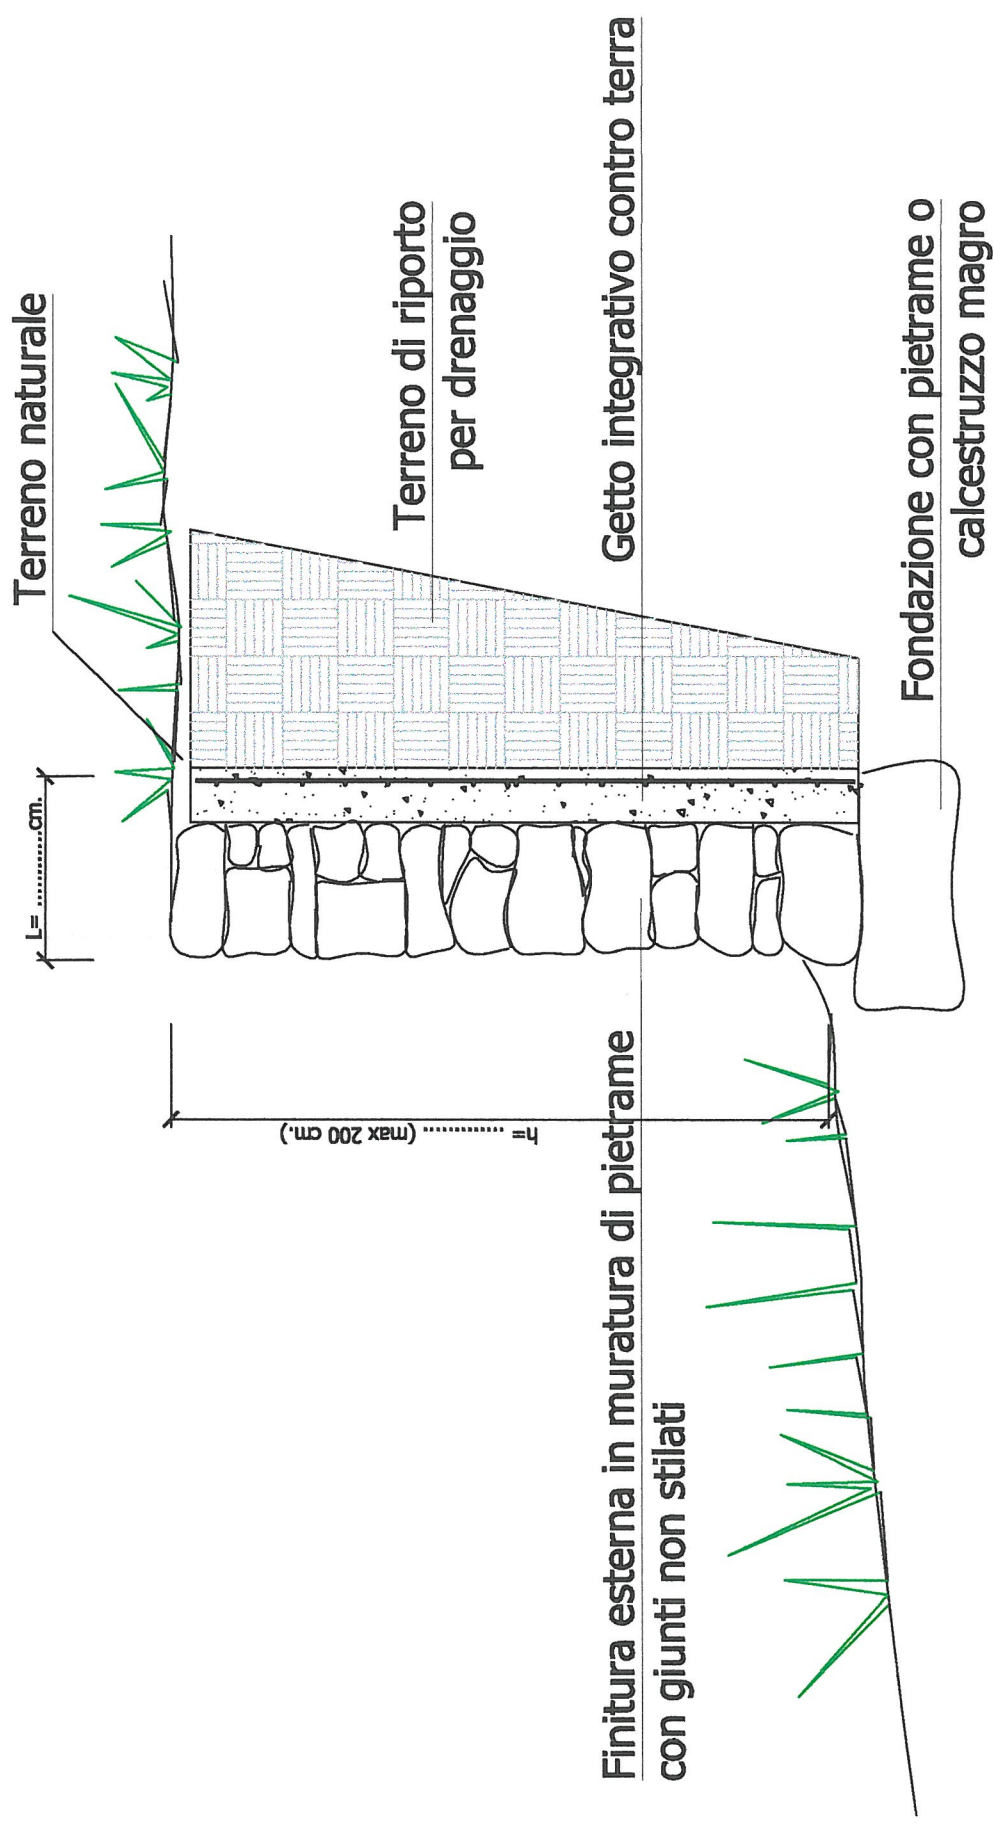 Terreno naturale
L= ............cm.
Terreno di riporto
per drenaggio
h= ............ (max 200 cm.)
Getto integrativo contro terra
Finitura esterna in muratura di pietrame
con giunti non stilati
Fondazione con pietrame o
calcestruzzo magro